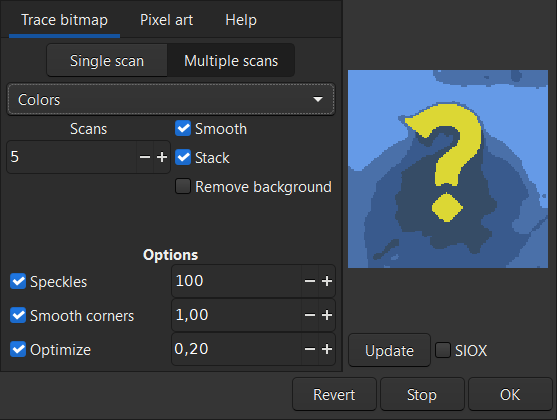 Trace bitmap Pixel art Help
Single scan Multiple scans
Colors
Scans
5
Smooth
Stack
Remove background
Options
Speckles 100
Smooth corners 1,00
Optimize 0,20
Update SIOX
Revert Stop OK